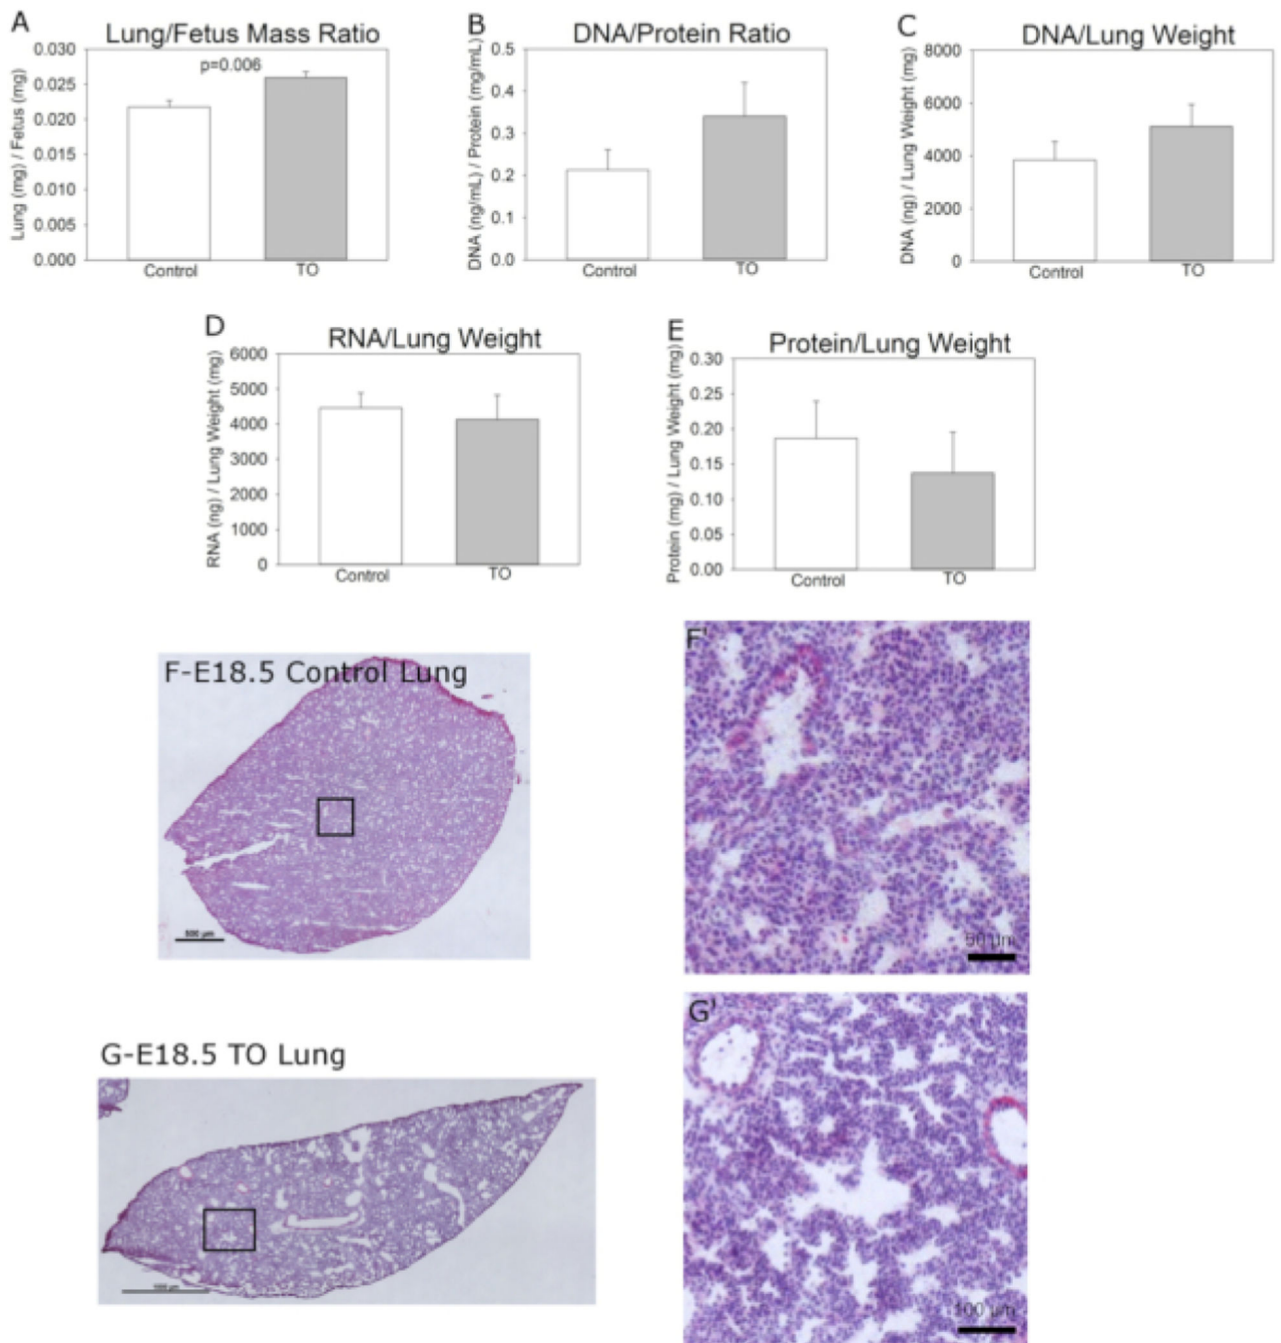 A
Lung/Fetus Mass Ratio
p=0.006
Lung (mg) / Fetus (mg)
0.030
0.025
0.020
0.015
0.010
0.005
0.000
Control
TO
B
DNA/Protein Ratio
DNA (ng/mL) / Protein (mg/mL)
0.5
0.4
0.3
0.2
0.1
0.0
Control
TO
C
DNA/Lung Weight
DNA (ng) / Lung Weight (mg)
8000
6000
4000
2000
0
Control
TO
D
RNA/Lung Weight
RNA (ng) / Lung Weight (mg)
6000
5000
4000
3000
2000
1000
0
Control
TO
E
Protein/Lung Weight
Protein (mg) / Lung Weight (mg)
0.30
0.25
0.20
0.15
0.10
0.05
0.00
Control
TO
F-E18.5 Control Lung
500 µm
F'
50 µm
G-E18.5 TO Lung
1000 µm
G'
100 µm